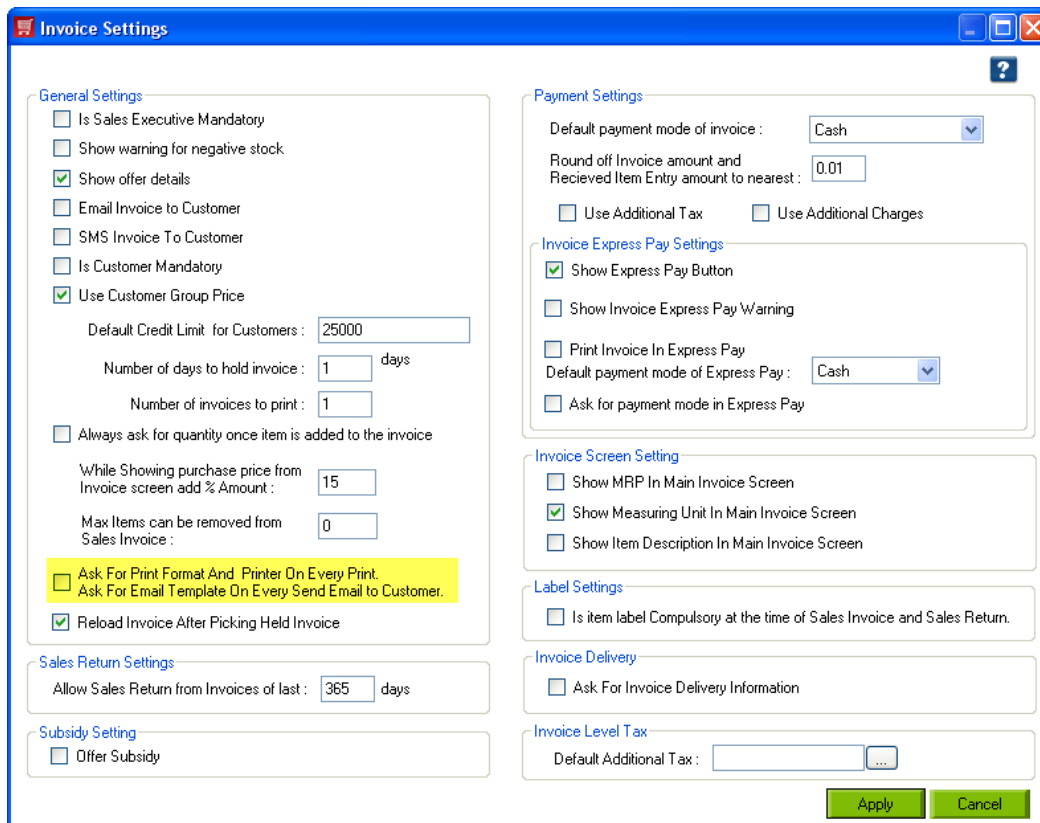 Invoice Settings
?
General Settings
Is Sales Executive Mandatory
Show warning for negative stock
Show offer details
Email Invoice to Customer
SMS Invoice To Customer
Is Customer Mandatory
Use Customer Group Price
Default Credit Limit for Customers : 25000
Number of days to hold invoice : 1 days
Number of invoices to print : 1
Always ask for quantity once item is added to the invoice
While Showing purchase price from
Invoice screen add % Amount : 15
Max Items can be removed from
Sales Invoice : 0
Ask For Print Format And Printer On Every Print.
Ask For Email Template On Every Send Email to Customer.
Reload Invoice After Picking Held Invoice
Sales Return Settings
Allow Sales Return from Invoices of last : 365 days
Subsidy Setting
Offer Subsidy
Payment Settings
Default payment mode of invoice : Cash
Round off Invoice amount and
Recieved Item Entry amount to nearest : 0.01
Use Additional Tax Use Additional Charges
Invoice Express Pay Settings
Show Express Pay Button
Show Invoice Express Pay Warning
Print Invoice In Express Pay
Default payment mode of Express Pay : Cash
Ask for payment mode in Express Pay
Invoice Screen Setting
Show MRP In Main Invoice Screen
Show Measuring Unit In Main Invoice Screen
Show Item Description In Main Invoice Screen
Label Settings
Is item label Compulsory at the time of Sales Invoice and Sales Return.
Invoice Delivery
Ask For Invoice Delivery Information
Invoice Level Tax
Default Additional Tax : ...
Apply Cancel